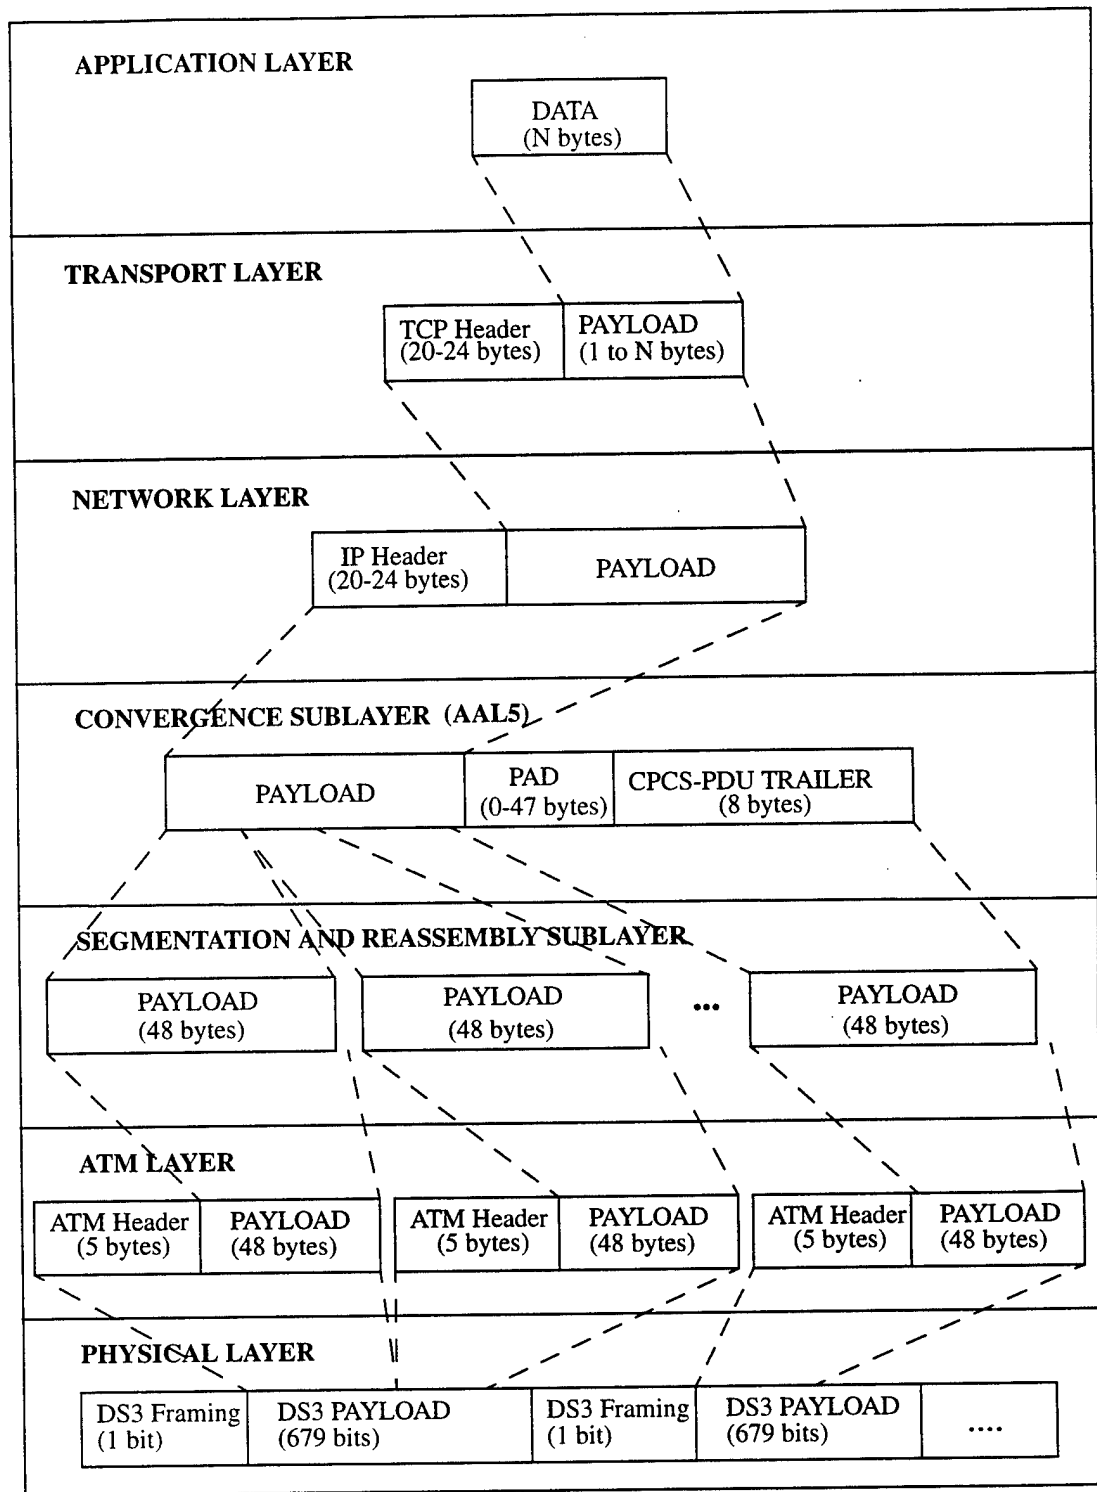 APPLICATION LAYER
DATA
(N bytes)
TRANSPORT LAYER
TCP Header
(20-24 bytes)
PAYLOAD
(1 to N bytes)
NETWORK LAYER
IP Header
(20-24 bytes)
PAYLOAD
CONVERGENCE SUBLAYER (AAL5)
PAYLOAD
PAD
(0-47 bytes)
CPCS-PDU TRAILER
(8 bytes)
SEGMENTATION AND REASSEMBLY SUBLAYER
PAYLOAD
(48 bytes)
PAYLOAD
(48 bytes)
...
PAYLOAD
(48 bytes)
ATM LAYER
ATM Header
(5 bytes)
PAYLOAD
(48 bytes)
ATM Header
(5 bytes)
PAYLOAD
(48 bytes)
ATM Header
(5 bytes)
PAYLOAD
(48 bytes)
PHYSICAL LAYER
DS3 Framing
(1 bit)
DS3 PAYLOAD
(679 bits)
DS3 Framing
(1 bit)
DS3 PAYLOAD
(679 bits)
....